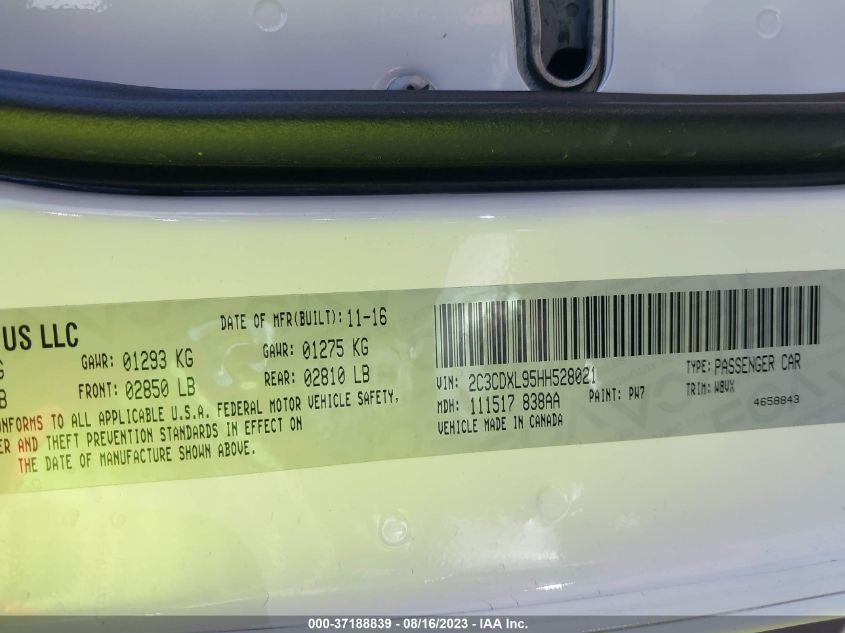 US LLC
DATE OF MFR(BUILT): 11-16
GAWR: 01293 KG GAWR: 01275 KG
FRONT: 02850 LB REAR: 02810 LB
CONFORMS TO ALL APPLICABLE U.S.A. FEDERAL MOTOR VEHICLE SAFETY,
AND THEFT PREVENTION STANDARDS IN EFFECT ON
THE DATE OF MANUFACTURE SHOWN ABOVE.
VIN: 2C3CDXL95HH528021 TYPE: PASSENGER CAR
MDH: 111517 838AA PAINT: PW7 TRIM: W8VX
VEHICLE MADE IN CANADA 4658843
000-37188839 - 08/16/2023 - IAA Inc.